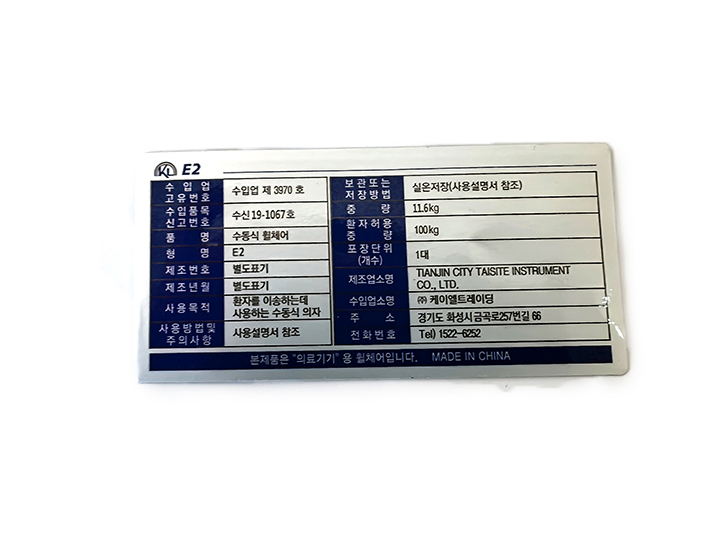 KL E2
수 입 업
고유번호
수입업 제 3970 호
수입품목
신고번호
수신 19-1067호
품 명
수동식 휠체어
형 명
E2
제조번호
별도표기
제조년월
별도표기
사용목적
환자를 이송하는데
사용하는 수동식 의자
사용방법및
주의사항
사용설명서 참조
보관또는
저장방법
실온저장(사용설명서 참조)
중 량
11.6kg
환자허용
중 량
100kg
포장단위
(개수)
1대
제조업소명
TIANJIN CITY TAISITE INSTRUMENT
CO., LTD.
수입업소명
㈜ 케이엘트레이딩
주 소
경기도 화성시 금곡로257번길 66
전화번호
Tel) 1522-6252
본제품은 "의료기기" 용 휠체어입니다. MADE IN CHINA